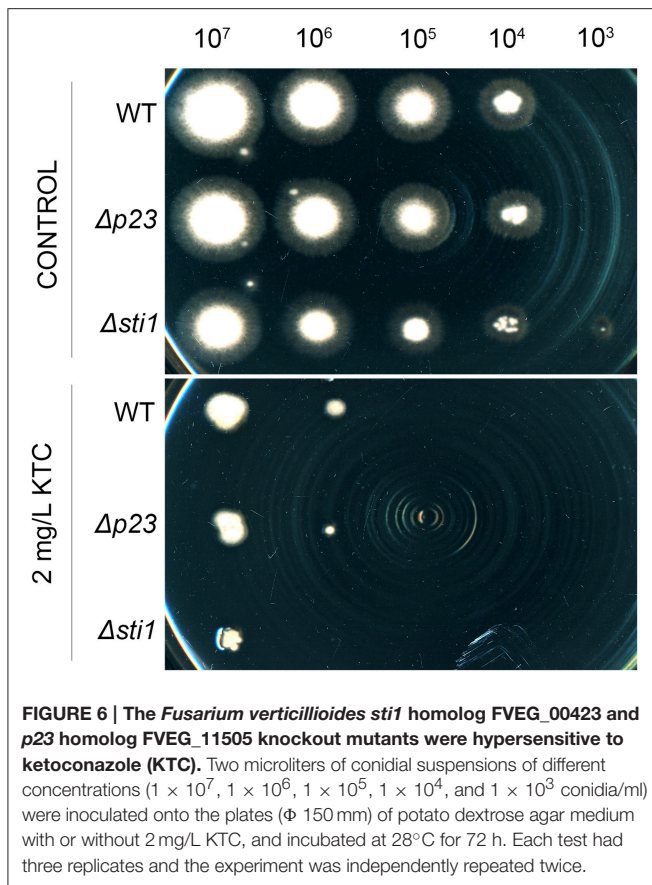 10⁷ 10⁶ 10⁵ 10⁴ 10³
CONTROL
WT
Δp23
Δsti1
2 mg/L KTC
WT
Δp23
Δsti1
FIGURE 6 | The Fusarium verticillioides sti1 homolog FVEG_00423 and
p23 homolog FVEG_11505 knockout mutants were hypersensitive to
ketoconazole (KTC). Two microliters of conidial suspensions of different
concentrations (1 × 10⁷, 1 × 10⁶, 1 × 10⁵, 1 × 10⁴, and 1 × 10³ conidia/ml)
were inoculated onto the plates (Φ 150 mm) of potato dextrose agar medium
with or without 2 mg/L KTC, and incubated at 28°C for 72 h. Each test had
three replicates and the experiment was independently repeated twice.